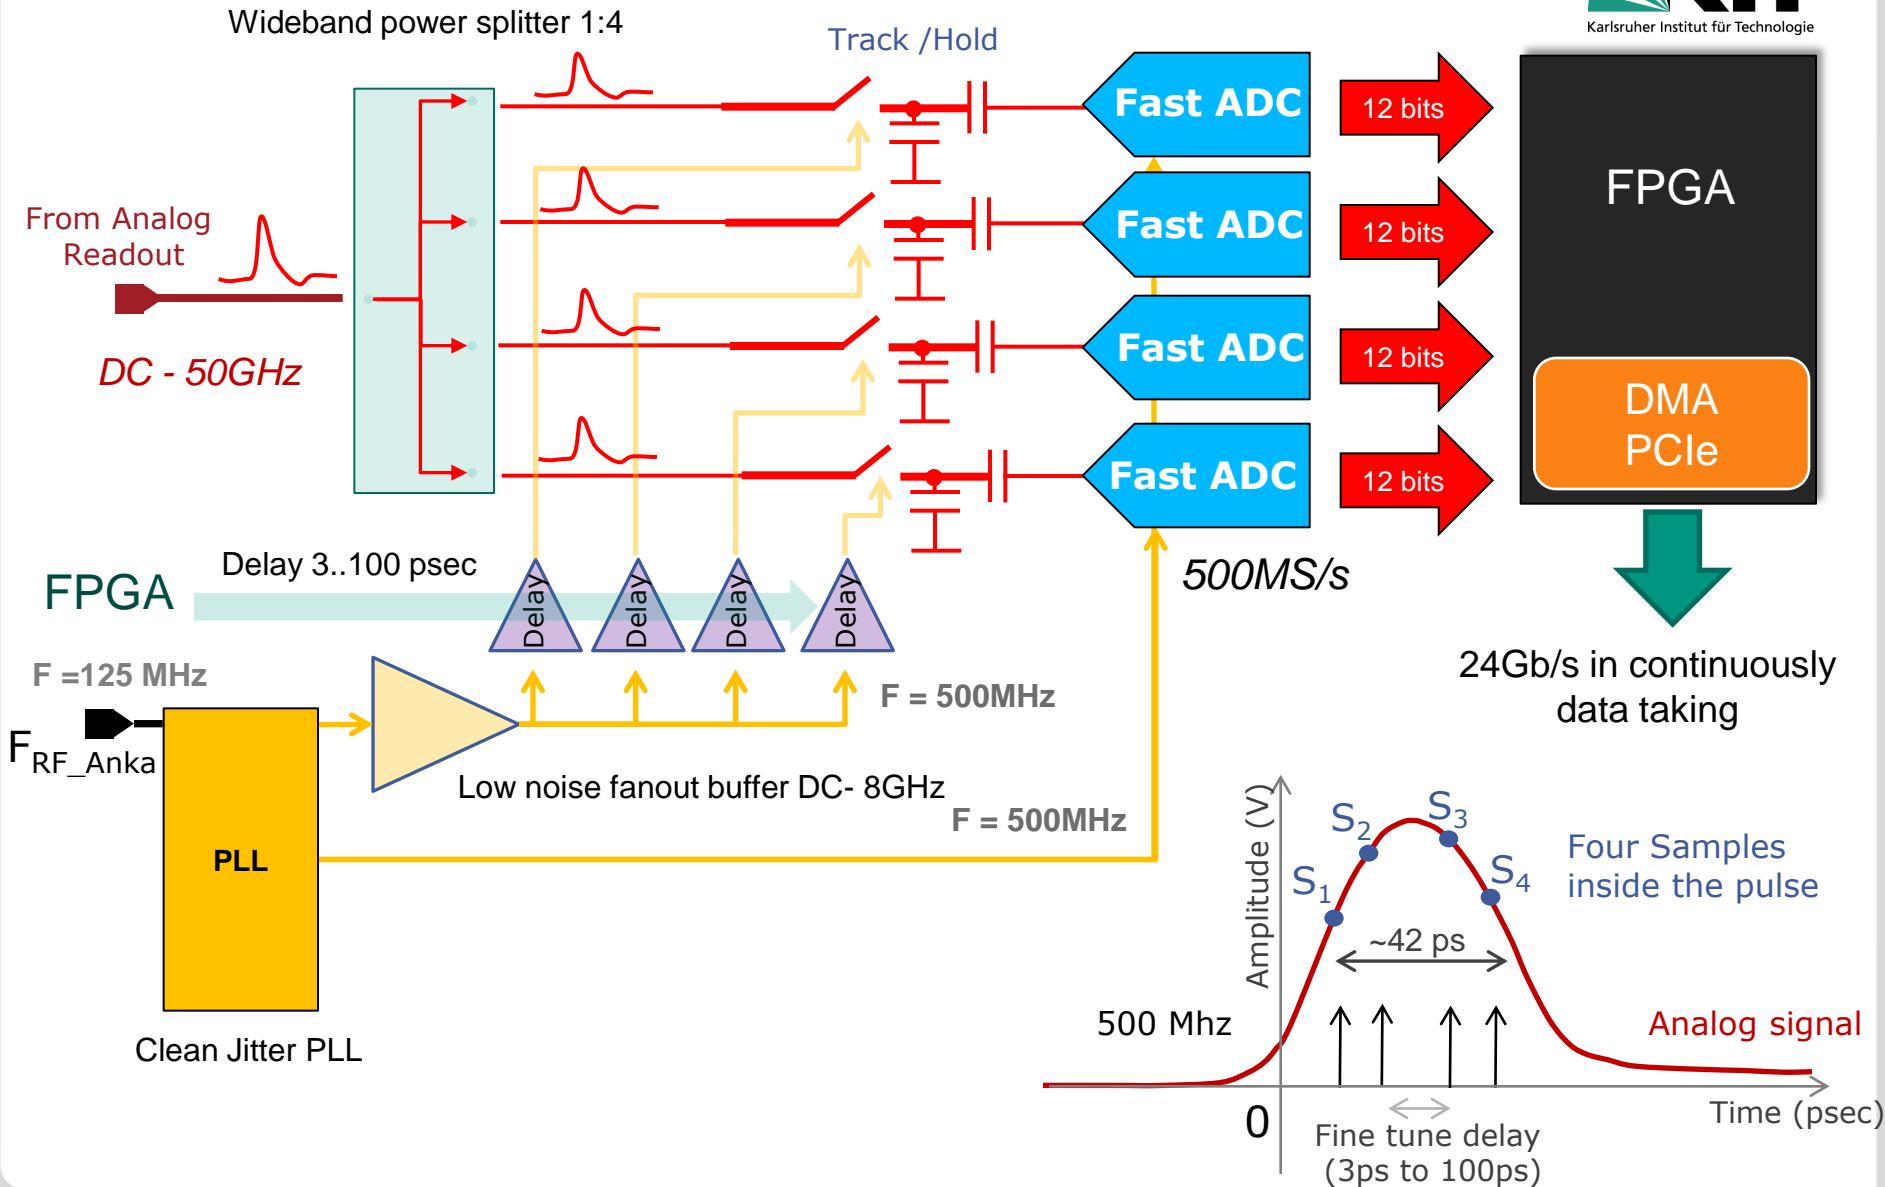 Wideband power splitter 1:4
Track /Hold
Karlsruher Institut für Technologie
From Analog
Readout
DC - 50GHz
Fast ADC
12 bits
Fast ADC
12 bits
Fast ADC
12 bits
Fast ADC
12 bits
FPGA
DMA
PCIe
500MS/s
24Gb/s in continuously
data taking
Delay 3..100 psec
FPGA
Delay
Delay
Delay
Delay
F =125 MHz
F = 500MHz
FRF_Anka
Low noise fanout buffer DC- 8GHz
F = 500MHz
PLL
Clean Jitter PLL
Amplitude (V)
S1
S2
S3
S4
Four Samples
inside the pulse
~42 ps
500 Mhz
Analog signal
0
Time (psec)
Fine tune delay
(3ps to 100ps)